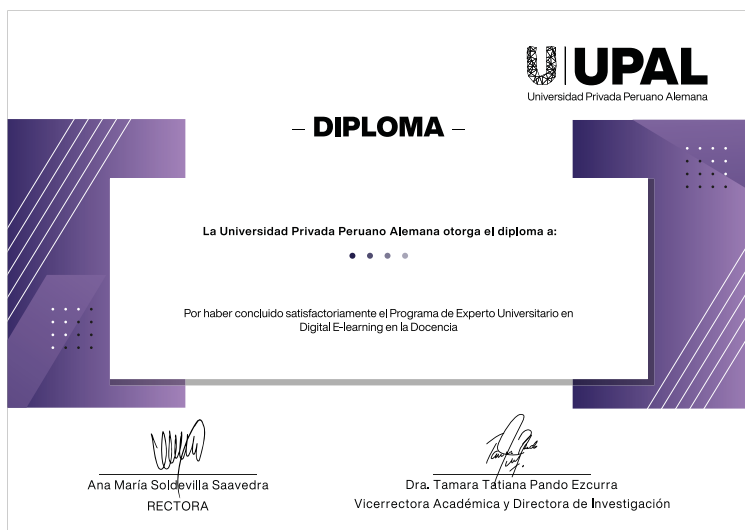 UPAL
Universidad Privada Peruano Alemana
– DIPLOMA –
La Universidad Privada Peruano Alemana otorga el diploma a:
Por haber concluido satisfactoriamente el Programa de Experto Universitario en
Digital E-learning en la Docencia
Ana María Soldevilla Saavedra
RECTORA
Dra. Tamara Tatiana Pando Ezcurra
Vicerrectora Académica y Directora de Investigación